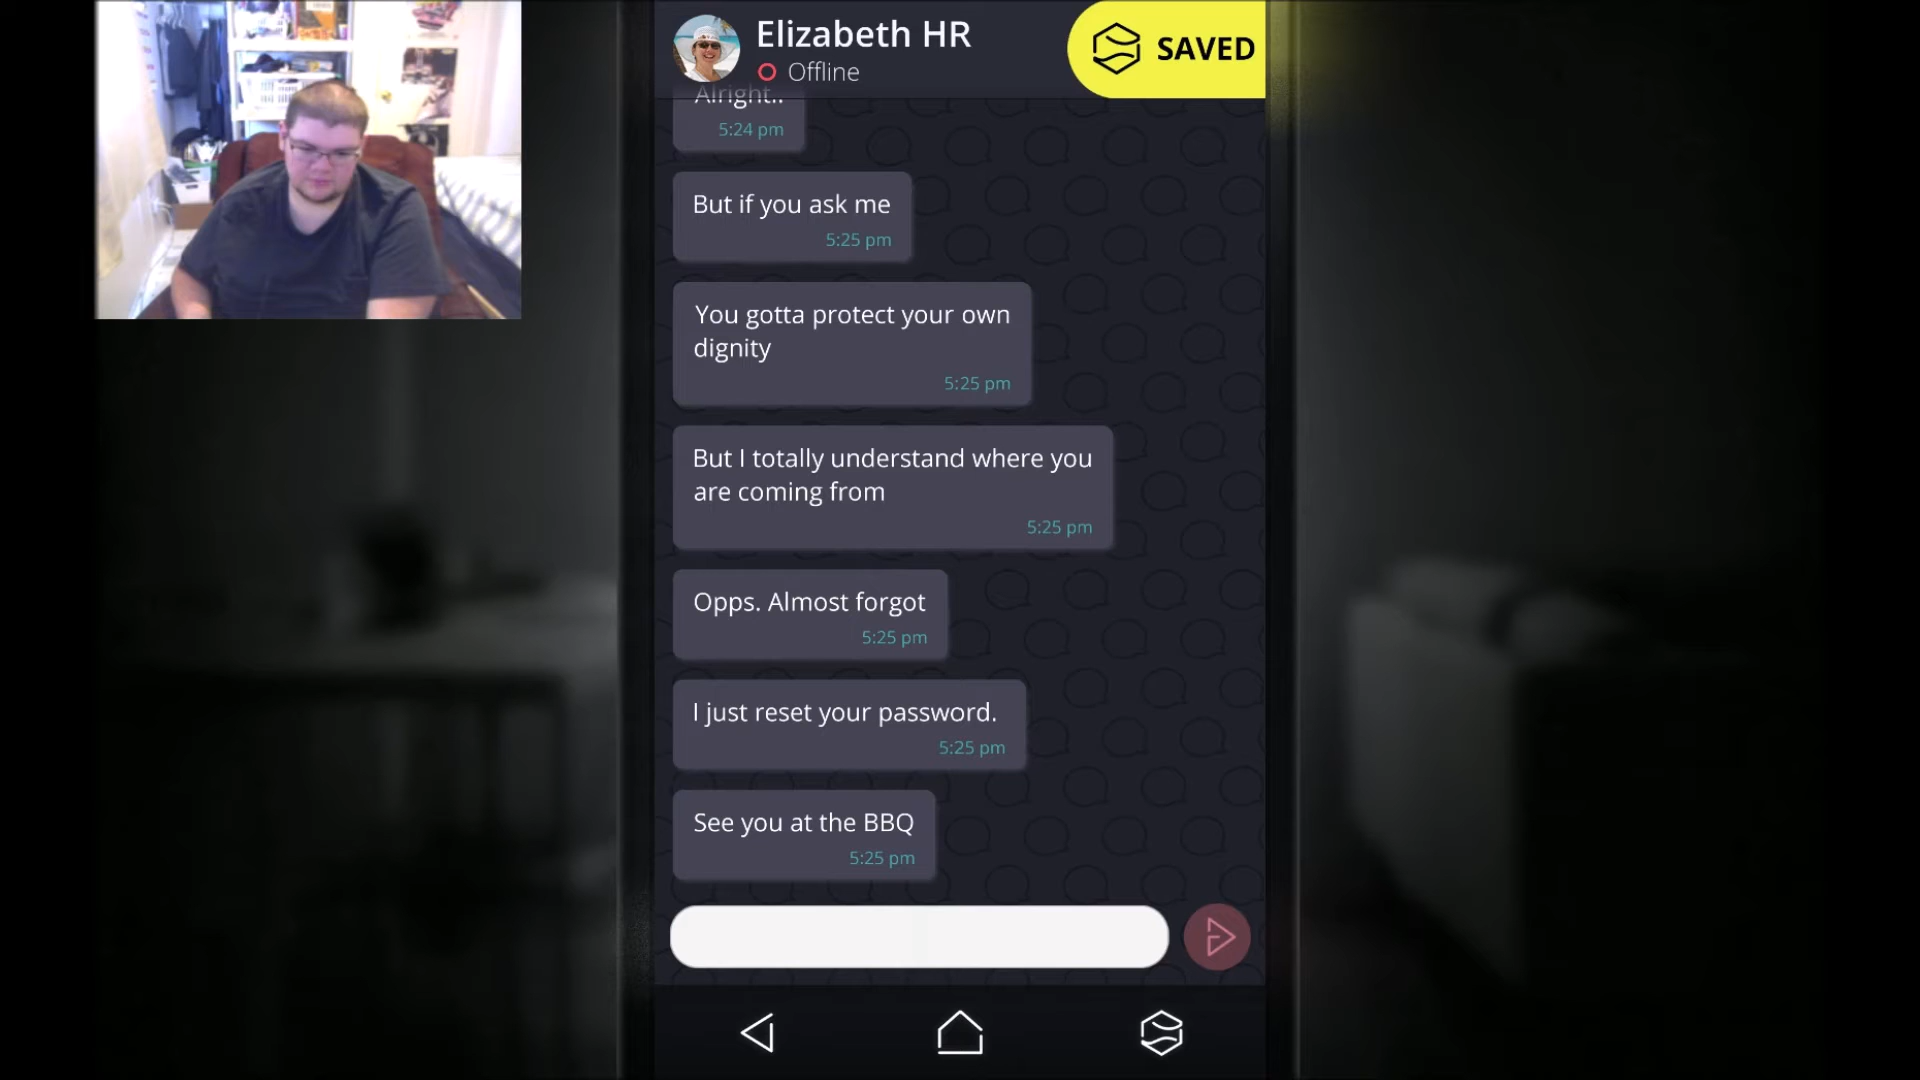 Elizabeth HR
SAVED
Offline
Alright..
5:24 pm
But if you ask me
5:25 pm
You gotta protect your own
dignity
5:25 pm
But I totally understand where you
are coming from
5:25 pm
Opps. Almost forgot
5:25 pm
I just reset your password.
5:25 pm
See you at the BBQ
5:25 pm